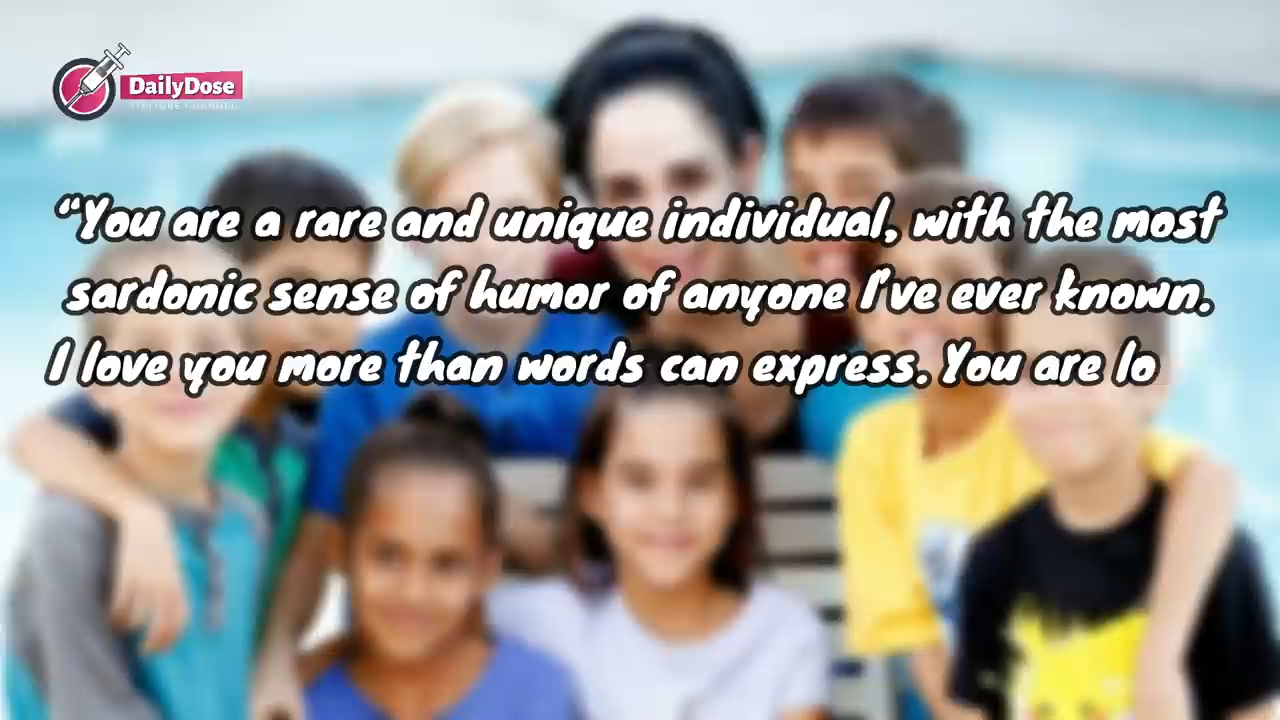 DailyDose
“You are a rare and unique individual, with the most
sardonic sense of humor of anyone I've ever known.
I love you more than words can express. You are lo